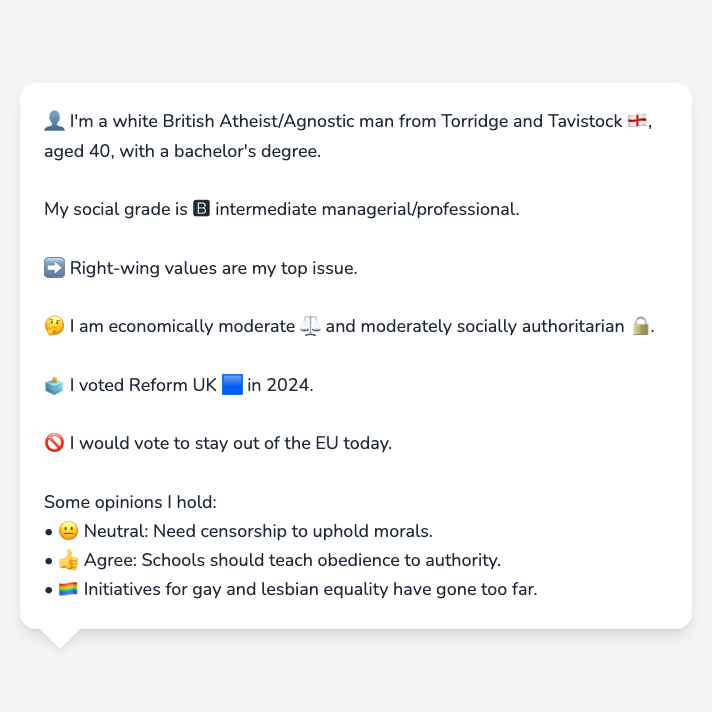 👤 I'm a white British Atheist/Agnostic man from Torridge and Tavistock 🏴󠁧󠁢󠁥󠁮󠁧󠁿,
aged 40, with a bachelor's degree.
My social grade is 🅱 intermediate managerial/professional.
➡️ Right-wing values are my top issue.
🤔 I am economically moderate ⚖️ and moderately socially authoritarian 🔒.
🗳️ I voted Reform UK 🟦 in 2024.
🚫 I would vote to stay out of the EU today.
Some opinions I hold:
• 😐 Neutral: Need censorship to uphold morals.
• 👍 Agree: Schools should teach obedience to authority.
• 🏳️‍🌈 Initiatives for gay and lesbian equality have gone too far.